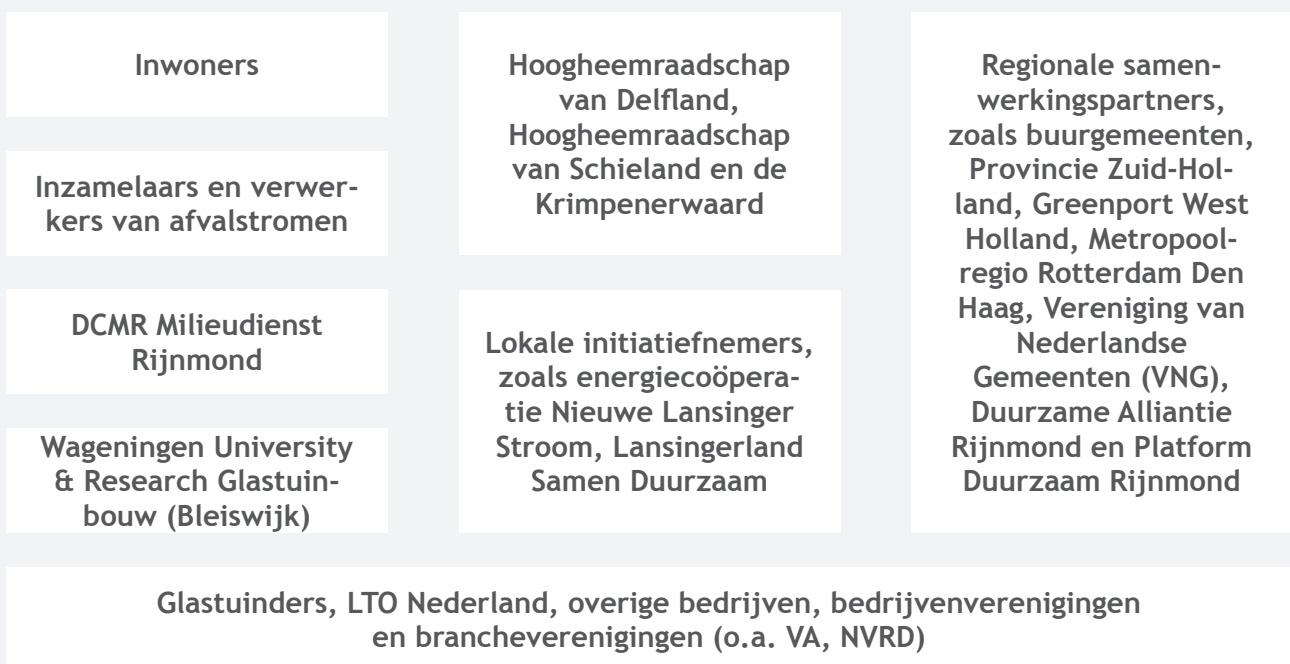 Inwoners
Inzamelaars en verwer-
kers van afvalstromen
DCMR Milieudienst
Rijnmond
Wageningen University
& Research Glastuin-
bouw (Bleiswijk)
Hoogheemraadschap
van Delfland,
Hoogheemraadschap
van Schieland en de
Krimpenerwaard
Lokale initiatiefnemers,
zoals energiecoöpera-
tie Nieuwe Lansinger
Stroom, Lansingerland
Samen Duurzaam
Regionale samen-
werkingspartners,
zoals buurgemeenten,
Provincie Zuid-Hol-
land, Greenport West
Holland, Metropool-
regio Rotterdam Den
Haag, Vereniging van
Nederlandse
Gemeenten (VNG),
Duurzame Alliantie
Rijnmond en Platform
Duurzaam Rijnmond
Glastuinders, LTO Nederland, overige bedrijven, bedrijvenverenigingen
en brancheverenigingen (o.a. VA, NVRD)